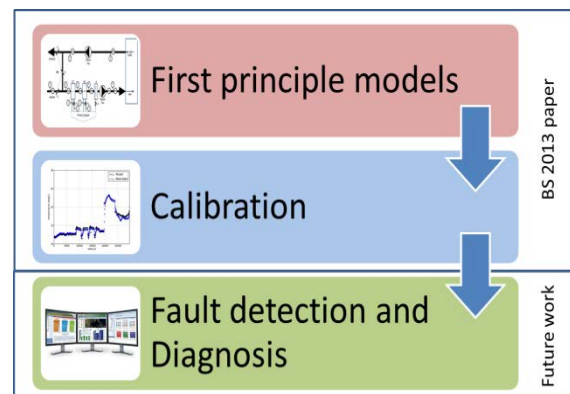 First principle models
BS 2013 paper
Calibration
Fault detection and
Diagnosis
Future work